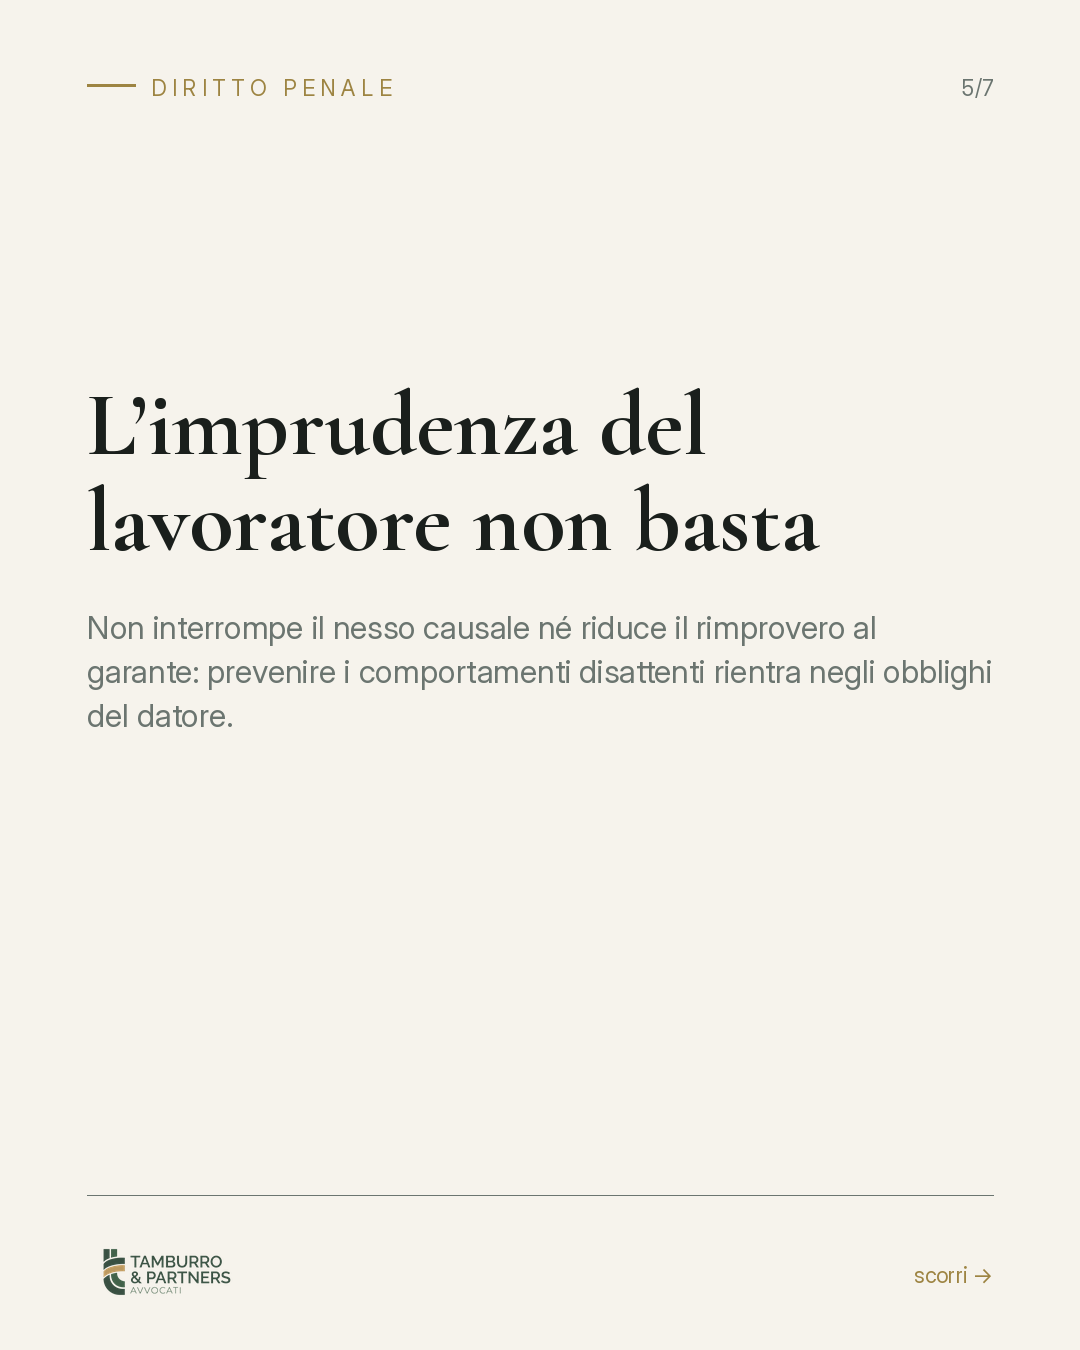 DIRITTO PENALE
5/7
L’imprudenza del
lavoratore non basta
Non interrompe il nesso causale né riduce il rimprovero al
garante: prevenire i comportamenti disattenti rientra negli obblighi
del datore.
TAMBURRO
& PARTNERS
AVVOCATI
scorri →